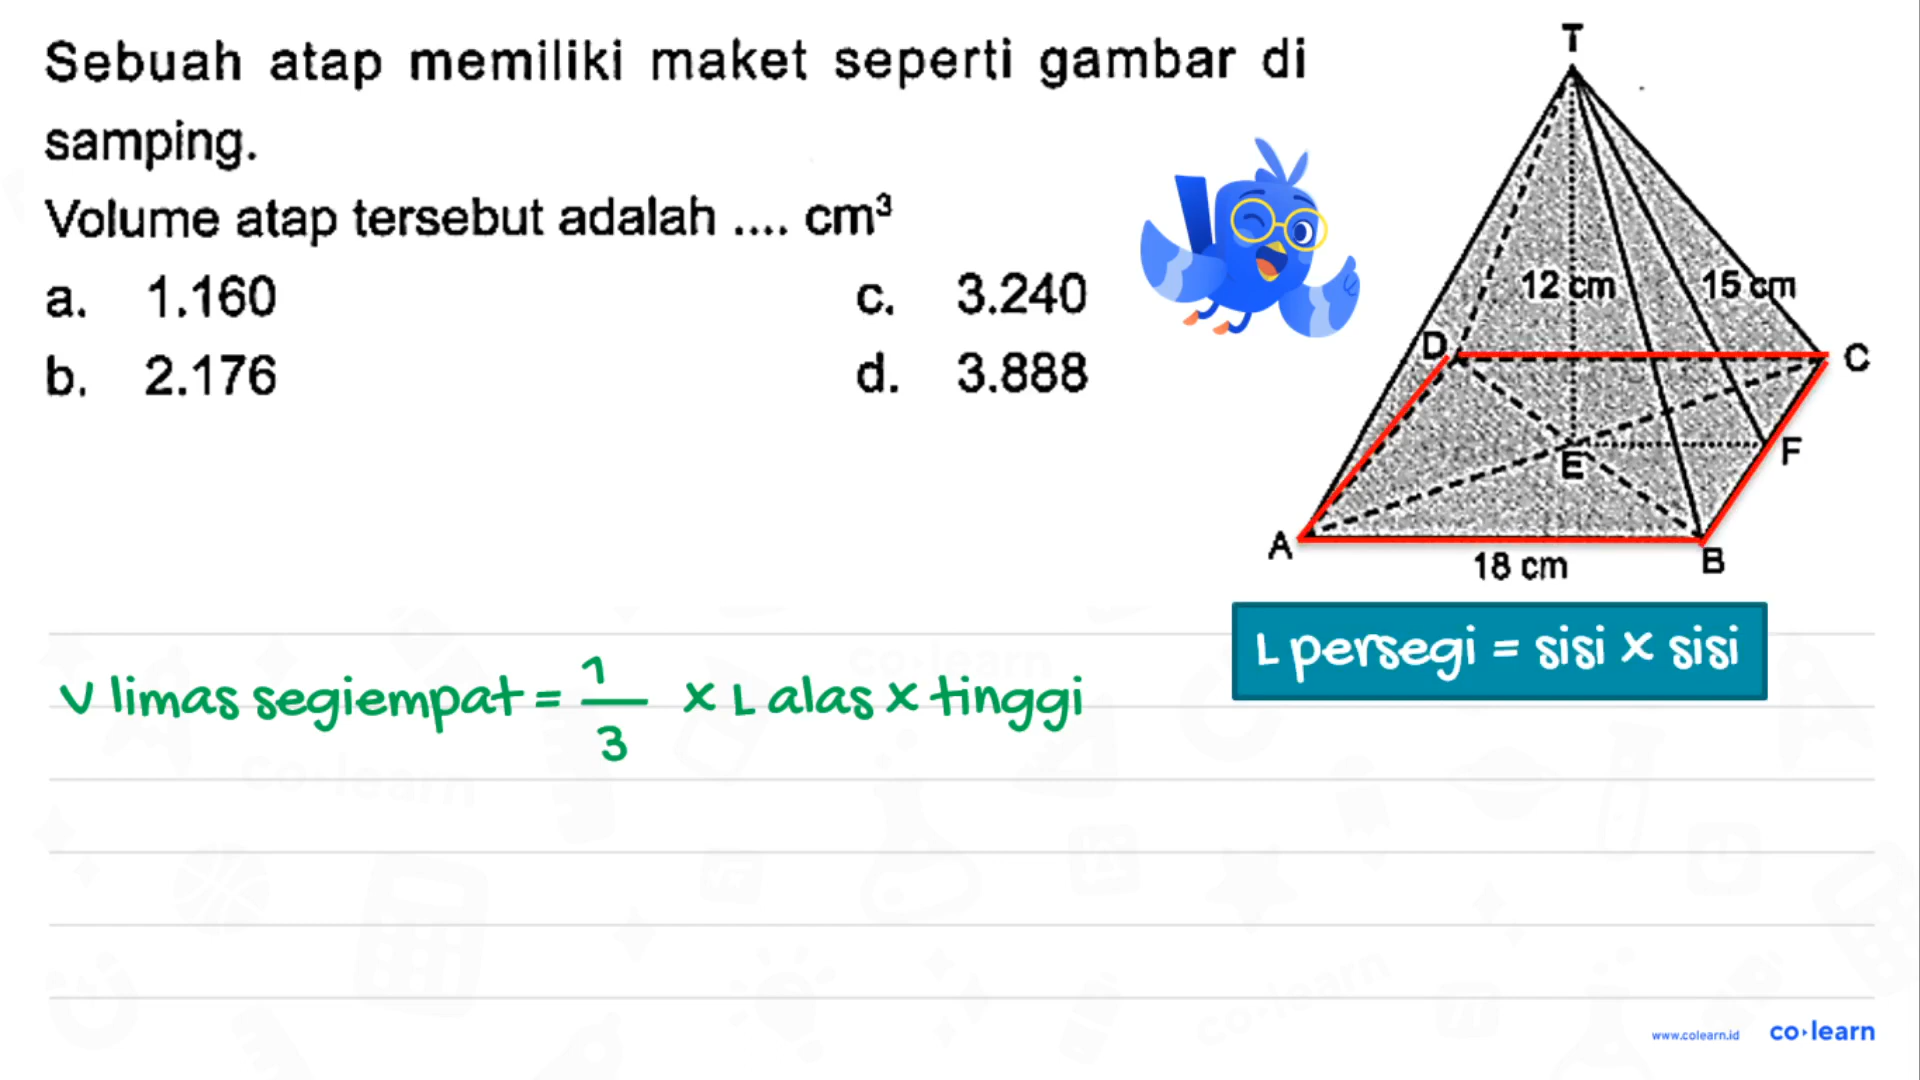 Sebuah atap memiliki maket seperti gambar di
samping.
Volume atap tersebut adalah .... cm³
a. 1.160
c. 3.240
b. 2.176
d. 3.888
T
12 cm
15 cm
D
C
E
F
A
B
18 cm
L persegi = sisi x sisi
V limas segiempat = 1/3 x L alas x tinggi
www.colearn.id
co·learn